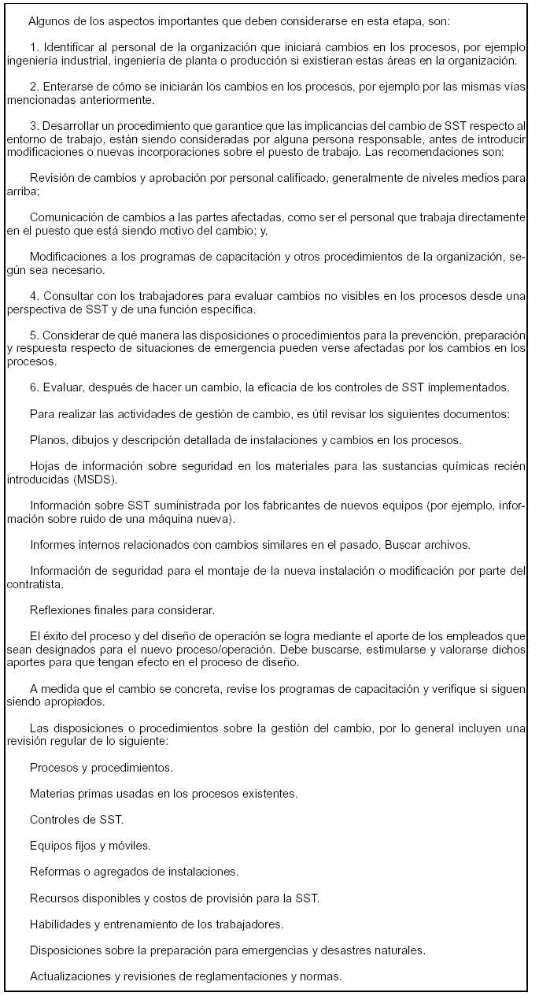 Algunos de los aspectos importantes que deben considerarse en esta etapa, son:
1. Identificar al personal de la organización que iniciará cambios en los procesos, por ejemplo
ingeniería industrial, ingeniería de planta o producción si existieran estas áreas en la organización.
2. Enterarse de cómo se iniciarán los cambios en los procesos, por ejemplo por las mismas vías
mencionadas anteriormente.
3. Desarrollar un procedimiento que garantice que las implicancias del cambio de SST respecto al
entorno de trabajo, están siendo consideradas por alguna persona responsable, antes de introducir
modificaciones o nuevas incorporaciones sobre el puesto de trabajo. Las recomendaciones son:
Revisión de cambios y aprobación por personal calificado, generalmente de niveles medios para
arriba;
Comunicación de cambios a las partes afectadas, como ser el personal que trabaja directamente
en el puesto que está siendo motivo del cambio; y,
Modificaciones a los programas de capacitación y otros procedimientos de la organización, se-
gún sea necesario.
4. Consultar con los trabajadores para evaluar cambios no visibles en los procesos desde una
perspectiva de SST y de una función específica.
5. Considerar de qué manera las disposiciones o procedimientos para la prevención, preparación
y respuesta respecto de situaciones de emergencia pueden verse afectadas por los cambios en los
procesos.
6. Evaluar, después de hacer un cambio, la eficacia de los controles de SST implementados.
Para realizar las actividades de gestión de cambio, es útil revisar los siguientes documentos:
Planos, dibujos y descripción detallada de instalaciones y cambios en los procesos.
Hojas de información sobre seguridad en los materiales para las sustancias químicas recién
introducidas (MSDS).
Información sobre SST suministrada por los fabricantes de nuevos equipos (por ejemplo, infor-
mación sobre ruido de una máquina nueva).
Informes internos relacionados con cambios similares en el pasado. Buscar archivos.
Información de seguridad para el montaje de la nueva instalación o modificación por parte del
contratista.
Reflexiones finales para considerar.
El éxito del proceso y del diseño de operación se logra mediante el aporte de los empleados que
sean designados para el nuevo proceso/operación. Debe buscarse, estimularse y valorarse dichos
aportes para que tengan efecto en el proceso de diseño.
A medida que el cambio se concreta, revise los programas de capacitación y verifique si siguen
siendo apropiados.
Las disposiciones o procedimientos sobre la gestión del cambio, por lo general incluyen una
revisión regular de lo siguiente:
Procesos y procedimientos.
Materias primas usadas en los procesos existentes.
Controles de SST.
Equipos fijos y móviles.
Reformas o agregados de instalaciones.
Recursos disponibles y costos de provisión para la SST.
Habilidades y entrenamiento de los trabajadores.
Disposiciones sobre la preparación para emergencias y desastres naturales.
Actualizaciones y revisiones de reglamentaciones y normas.